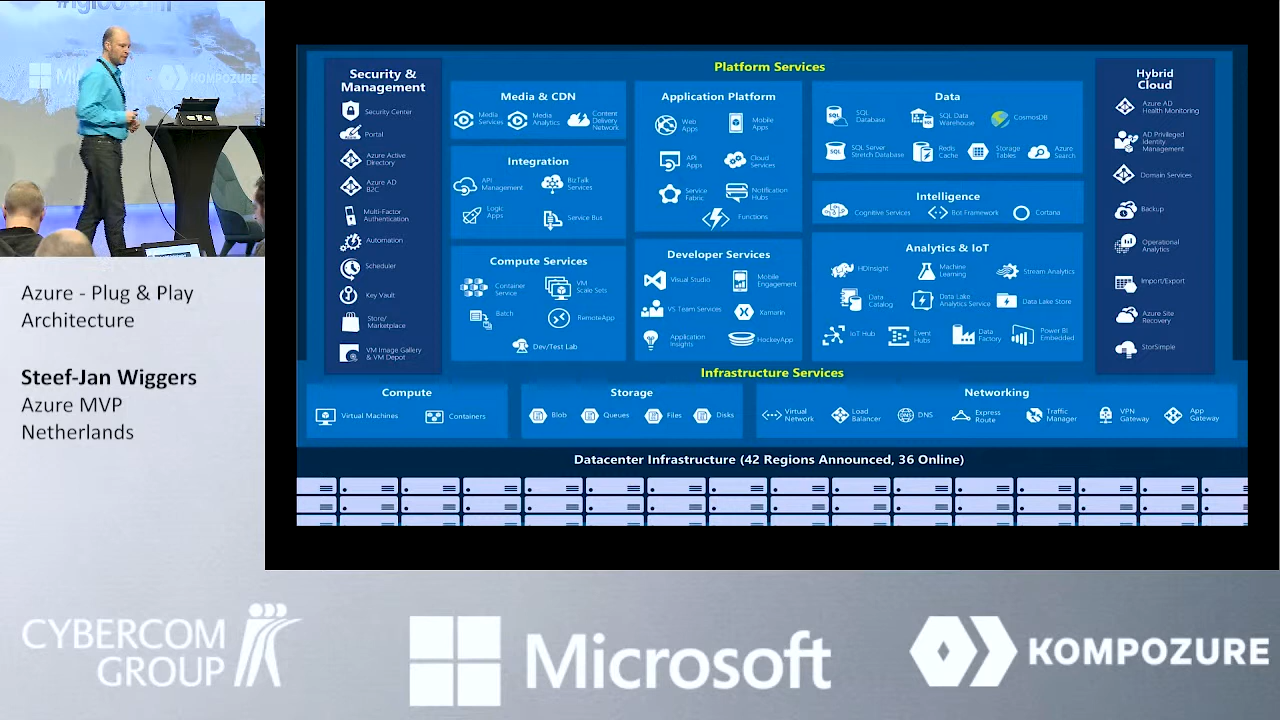 #igloocom
KOMPOZURE
Azure - Plug & Play
Architecture
Steef-Jan Wiggers
Azure MVP
Netherlands
Platform Services
Security &
Management
Security Center
Portal
Azure Active
Directory
Azure AD
B2C
Multi-Factor
Authentication
Automation
Scheduler
Key Vault
Store/
Marketplace
VM Image Gallery
& VM Depot
Media & CDN
Media
Services
Media
Analytics
Content
Delivery
Network
Integration
API
Management
BizTalk
Services
Logic
Apps
Service Bus
Compute Services
Container
Service
VM
Scale Sets
Batch
RemoteApp
Dev/Test Lab
Application Platform
Web
Apps
Mobile
Apps
API
Apps
Cloud
Services
Service
Fabric
Notification
Hubs
Functions
Developer Services
Visual Studio
Mobile
Engagement
VS Team Services
Xamarin
Application
Insights
HockeyApp
Data
SQL
SQL
Database
SQL Data
Warehouse
CosmosDB
SQL
SQL Server
Stretch Database
Redis
Cache
Storage
Tables
Azure
Search
Intelligence
Cognitive Services
Bot Framework
Cortana
Analytics & IoT
HDInsight
Machine
Learning
Stream Analytics
Data
Catalog
Data Lake
Analytics Service
Data Lake Store
IoT Hub
Event
Hubs
Data
Factory
Power BI
Embedded
Hybrid
Cloud
Azure AD
Health Monitoring
AD Privileged
Identity
Management
Domain Services
Backup
Operational
Analytics
Import/Export
Azure Site
Recovery
StorSimple
Infrastructure Services
Compute
Virtual Machines
Containers
Storage
Blob
Queues
Files
Disks
Networking
Virtual
Network
Load
Balancer
DNS
DNS
Express
Route
Traffic
Manager
VPN
Gateway
App
Gateway
Datacenter Infrastructure (42 Regions Announced, 36 Online)
CYBERCOM
GROUP
Microsoft
KOMPOZURE